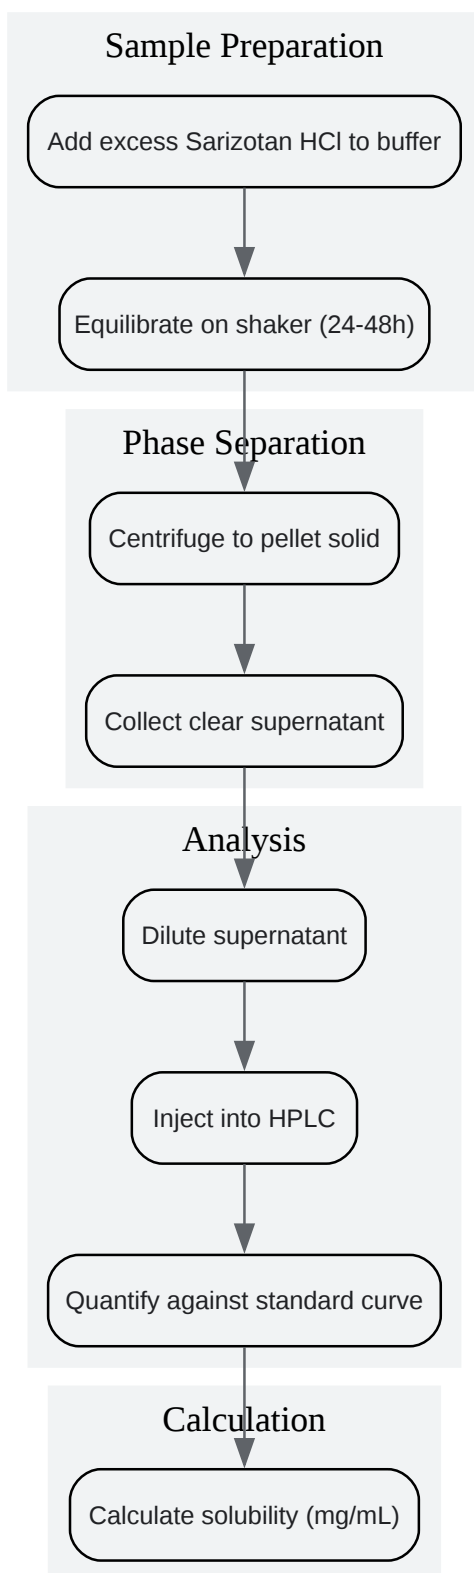 Sample Preparation
Add excess Sarizotan HCl to buffer
Equilibrate on shaker (24-48h)
Phase Separation
Centrifuge to pellet solid
Collect clear supernatant
Analysis
Dilute supernatant
Inject into HPLC
Quantify against standard curve
Calculation
Calculate solubility (mg/mL)